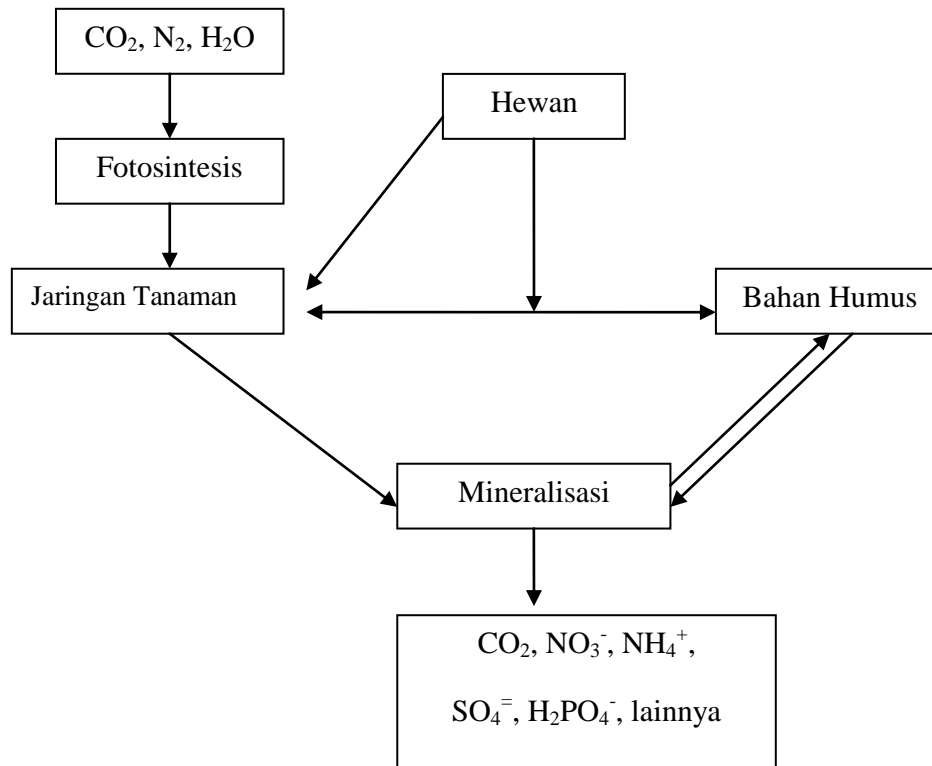 CO₂, N₂, H₂O
Hewan
Fotosintesis
Jaringan Tanaman
Bahan Humus
Mineralisasi
CO₂, NO₃⁻, NH₄⁺,
SO₄⁼, H₂PO₄⁻, lainnya